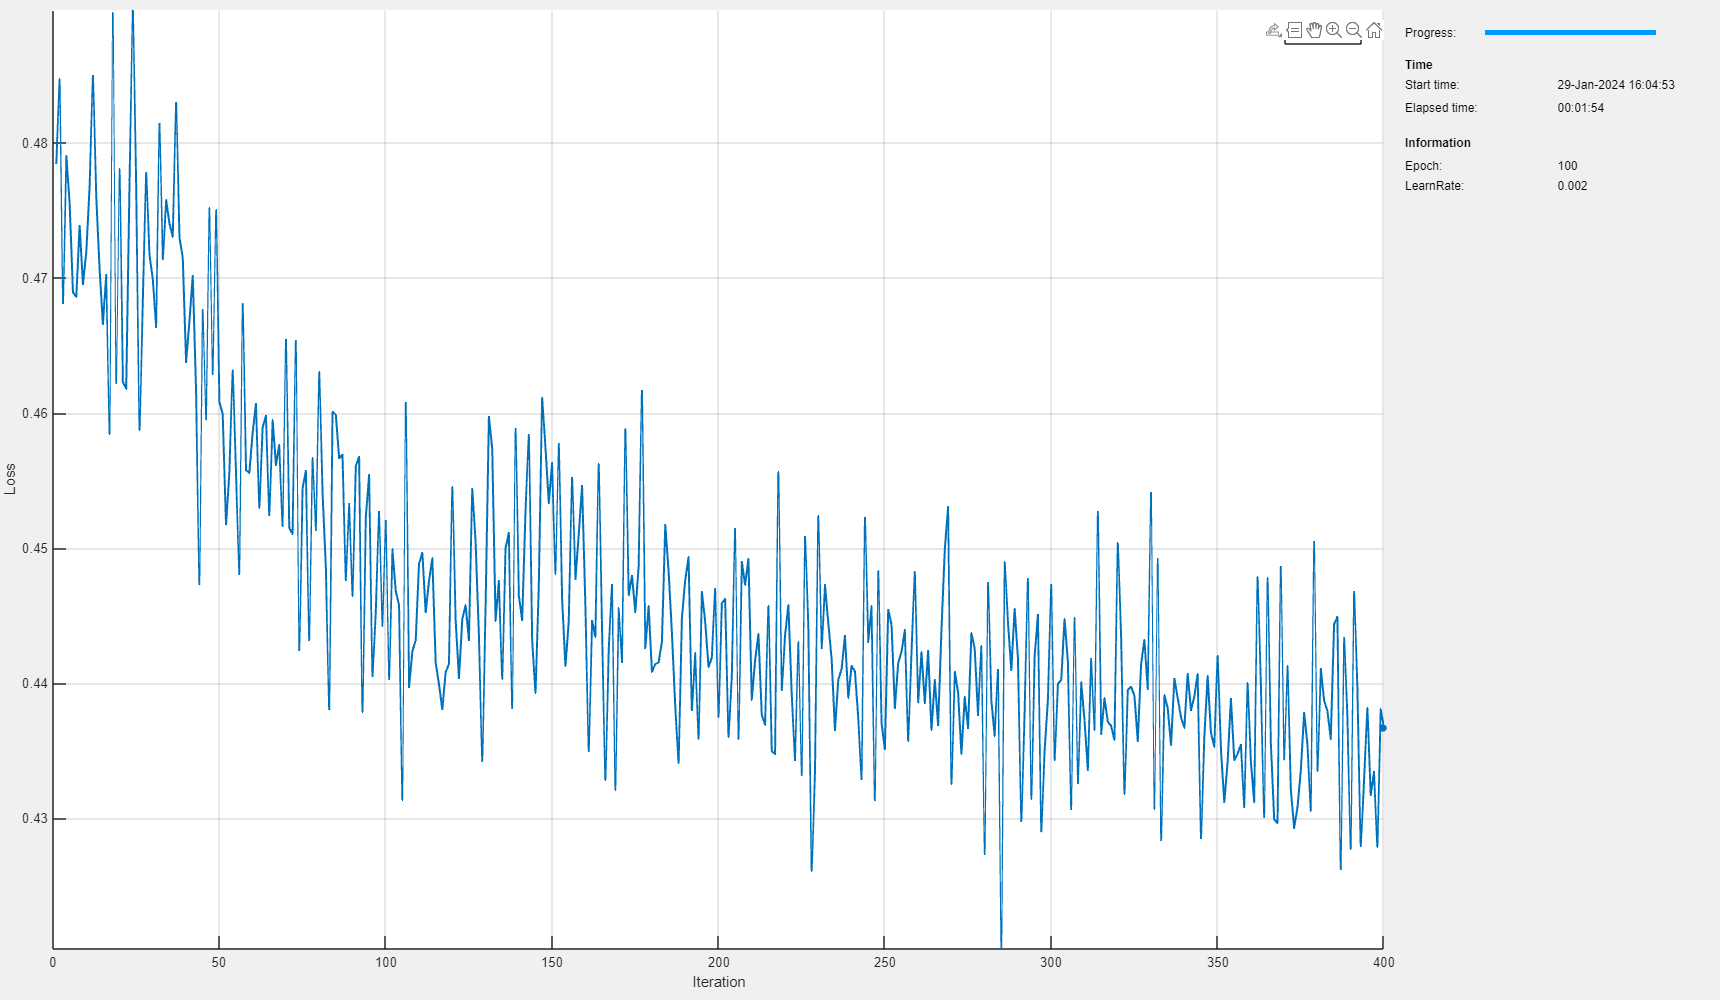 Progress:
Time
Start time: 29-Jan-2024 16:04:53
Elapsed time: 00:01:54
Information
Epoch: 100
LearnRate: 0.002
0.48
0.47
0.46
0.45
0.44
0.43
Loss
0 50 100 150 200 250 300 350 400
Iteration